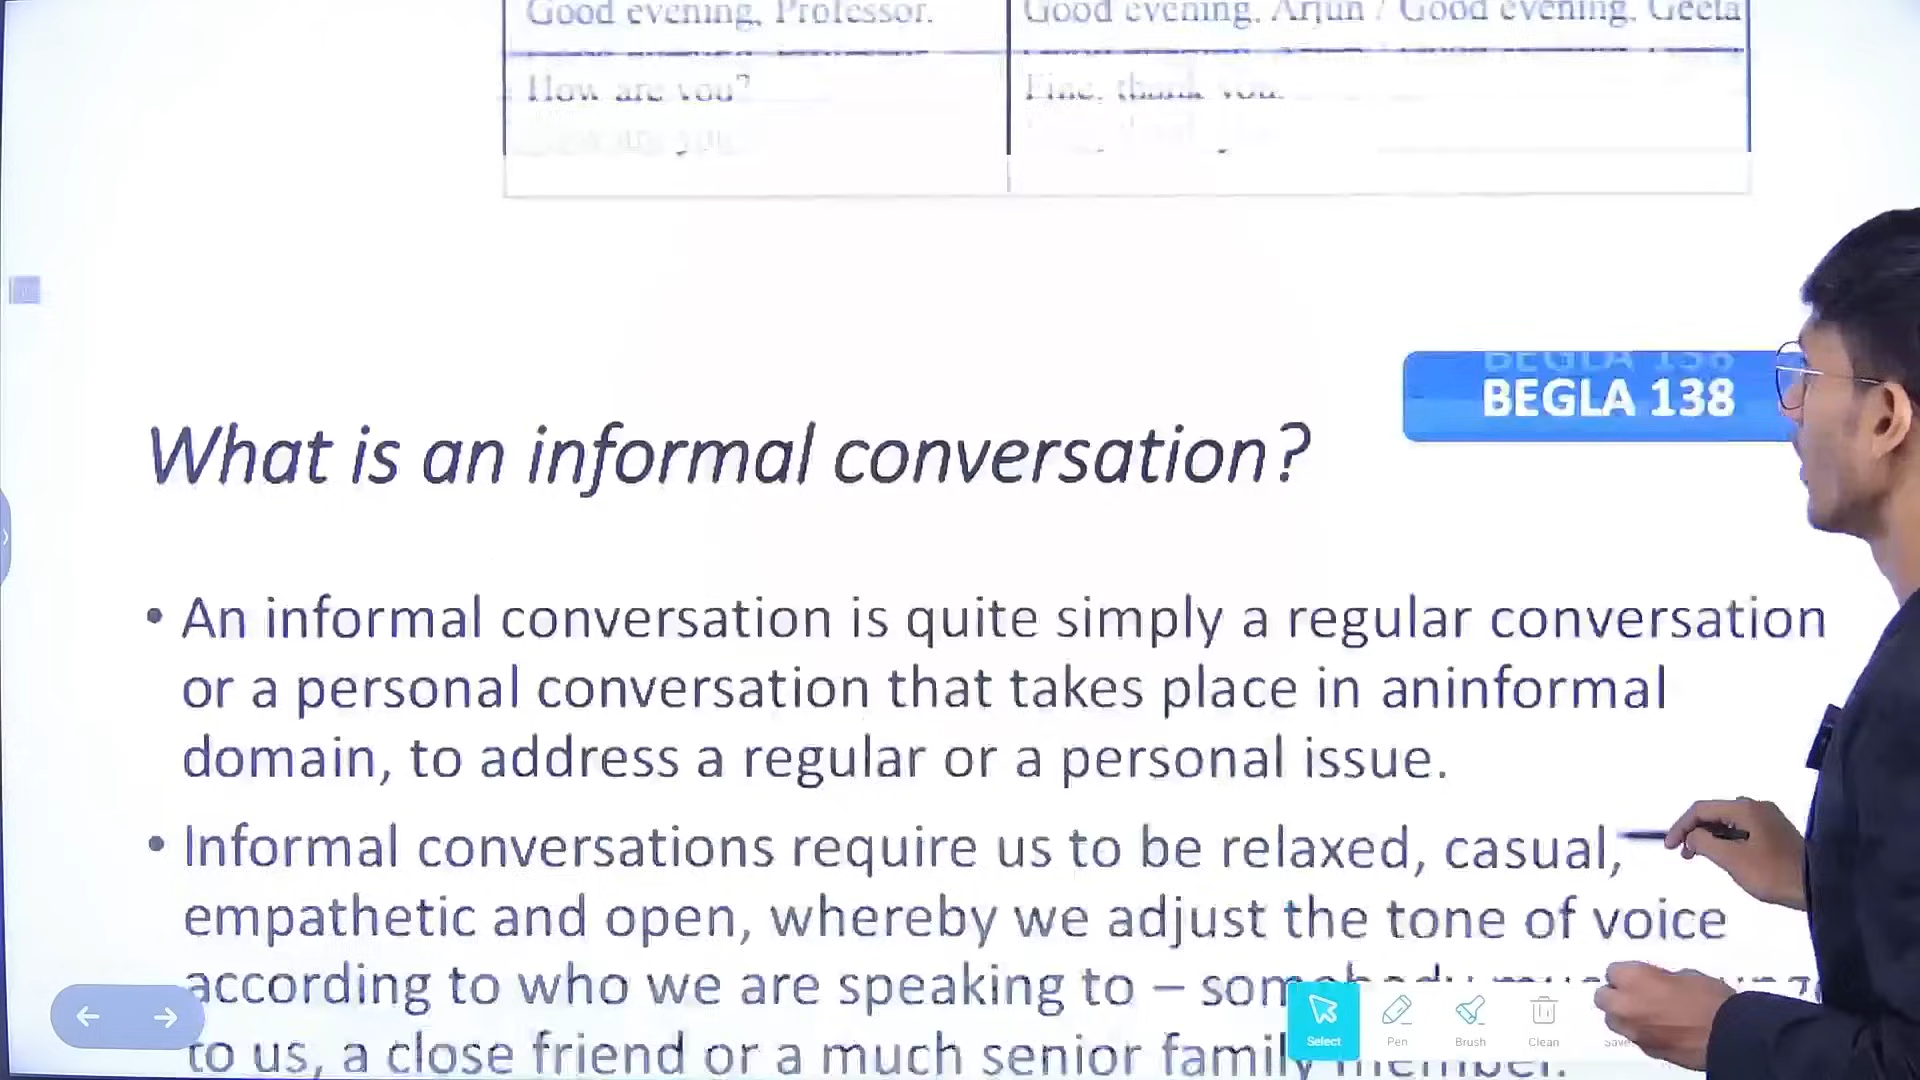 Good evening, Professor.
Good evening, Arjun / Good evening, Geeta
How are you?
Fine, thank you.
BEGLA 138
What is an informal conversation?
• An informal conversation is quite simply a regular conversation
or a personal conversation that takes place in aninformal
domain, to address a regular or a personal issue.
• Informal conversations require us to be relaxed, casual,
empathetic and open, whereby we adjust the tone of voice
according to who we are speaking to – somebody
to us, a close friend or a much senior family member.
Select
Pen
Brush
Clean